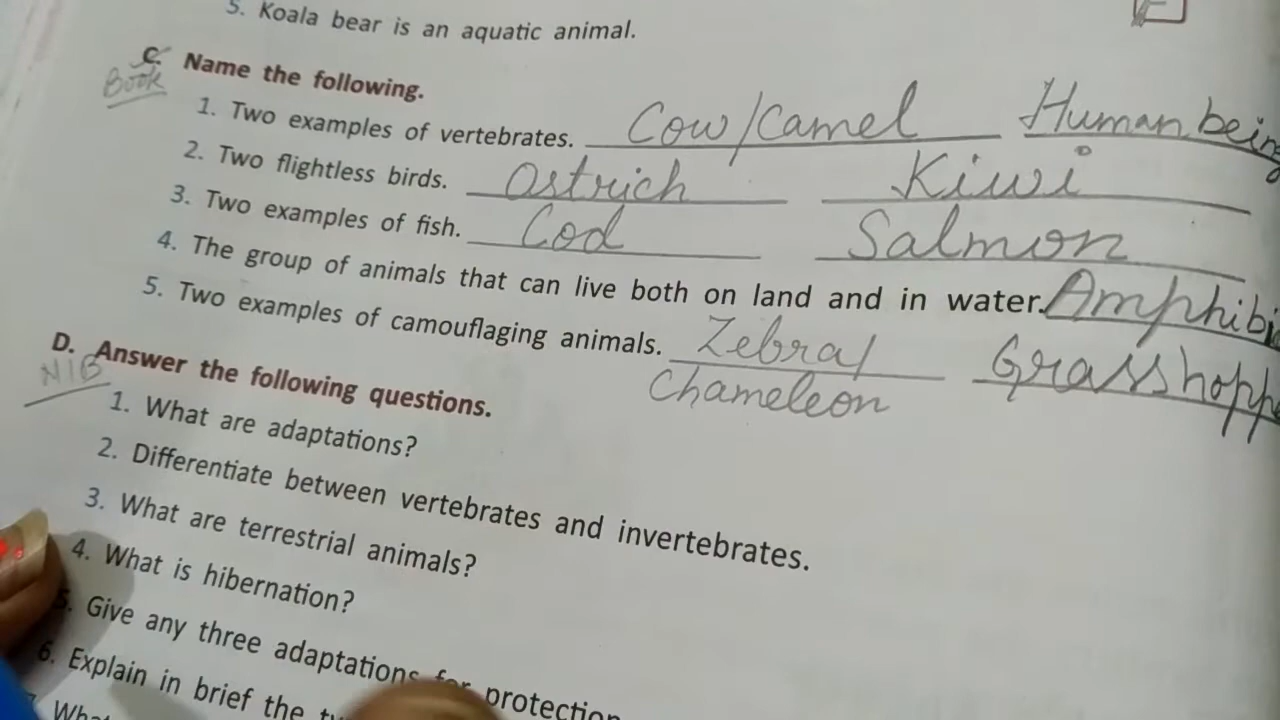 5. Koala bear is an aquatic animal.
C. Name the following.
Book
1. Two examples of vertebrates. Cow/Camel Human being
2. Two flightless birds. Ostrich Kiwi
3. Two examples of fish. Cod Salmon
4. The group of animals that can live both on land and in water. Amphibi
5. Two examples of camouflaging animals. Zebra/ Grasshoppe
Chameleon
D. Answer the following questions.
N/B
1. What are adaptations?
2. Differentiate between vertebrates and invertebrates.
3. What are terrestrial animals?
4. What is hibernation?
5. Give any three adaptations for protection
6. Explain in brief the